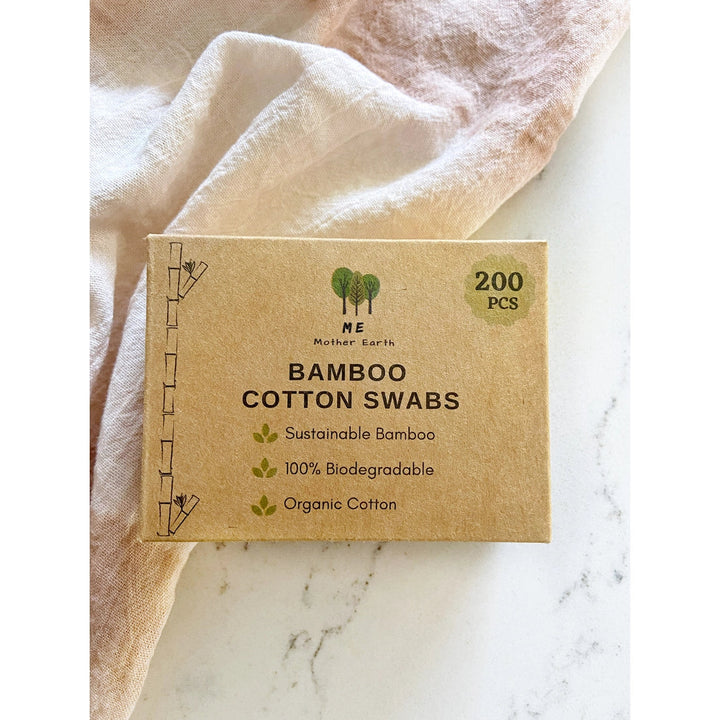 200
PCS
ME
Mother Earth
BAMBOO
COTTON SWABS
Sustainable Bamboo
100% Biodegradable
Organic Cotton